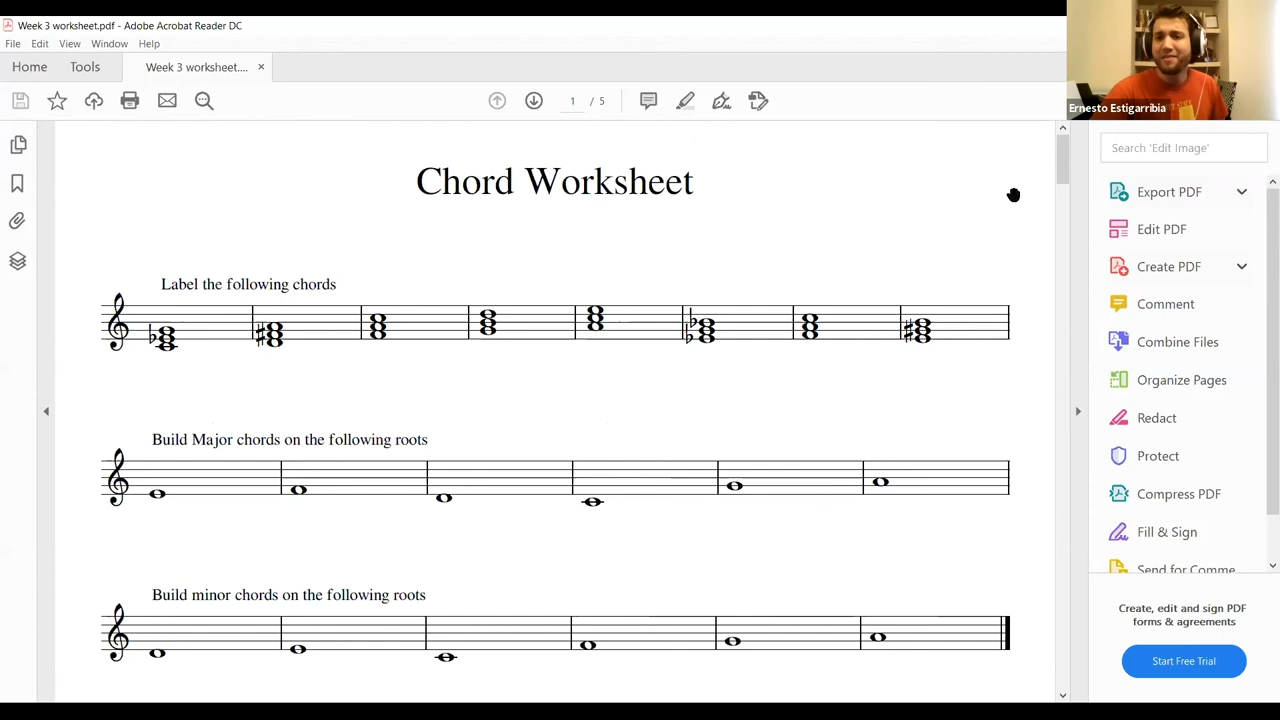 Week 3 worksheet.pdf - Adobe Acrobat Reader DC
File Edit View Window Help
Home Tools Week 3 worksheet.... ×
1 / 5
Ernesto Estigarribia
Search 'Edit Image'
Export PDF
Edit PDF
Create PDF
Comment
Combine Files
Organize Pages
Redact
Protect
Compress PDF
Fill & Sign
Send for Comme
Create, edit and sign PDF
forms & agreements
Start Free Trial
Chord Worksheet
Label the following chords
Build Major chords on the following roots
Build minor chords on the following roots